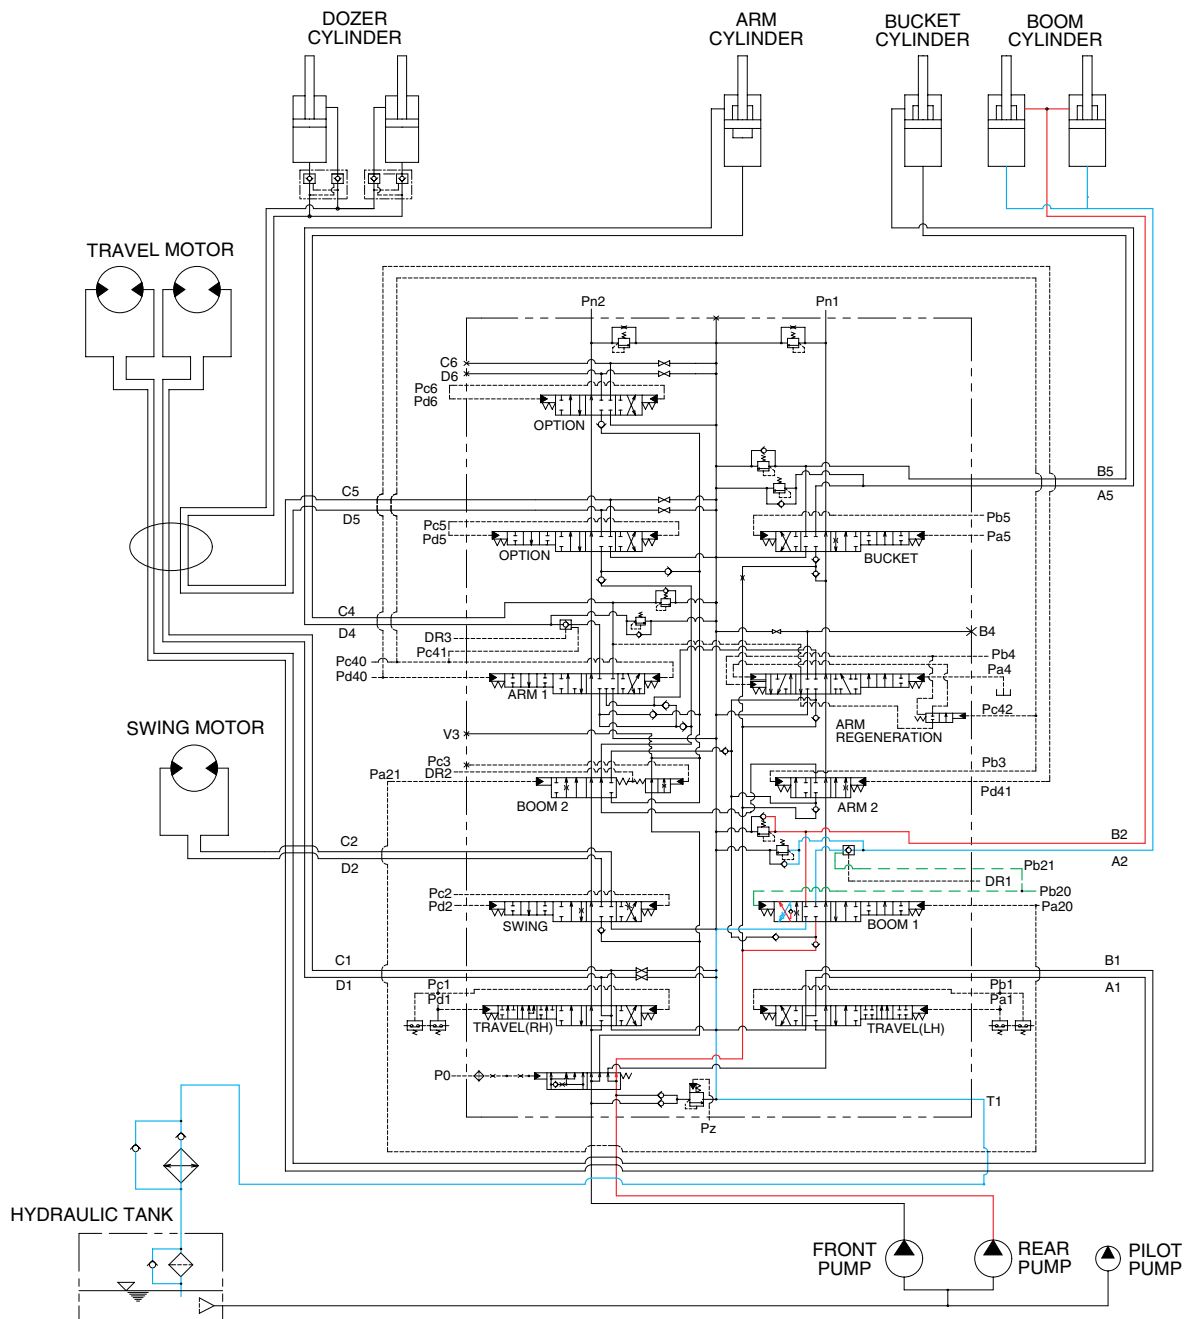 DOZER
CYLINDER
ARM
CYLINDER
BUCKET
CYLINDER
BOOM
CYLINDER
TRAVEL MOTOR
Pn2
Pn1
C6
D6
Pc6
Pd6
OPTION
B5
A5
C5
D5
Pc5
Pd5
OPTION
Pb5
Pa5
BUCKET
C4
D4
DR3
Pc41
Pc40
Pd40
ARM 1
B4
Pb4
Pa4
Pc42
ARM
REGENERATION
SWING MOTOR
V3
Pc3
DR2
Pa21
BOOM 2
Pb3
Pd41
ARM 2
B2
A2
C2
D2
Pb21
DR1
Pb20
Pa20
Pc2
Pd2
SWING
BOOM 1
C1
D1
B1
A1
Pc1
Pd1
TRAVEL(RH)
Pb1
Pa1
TRAVEL(LH)
P0
Pz
T1
HYDRAULIC TANK
FRONT
PUMP
REAR
PUMP
PILOT
PUMP